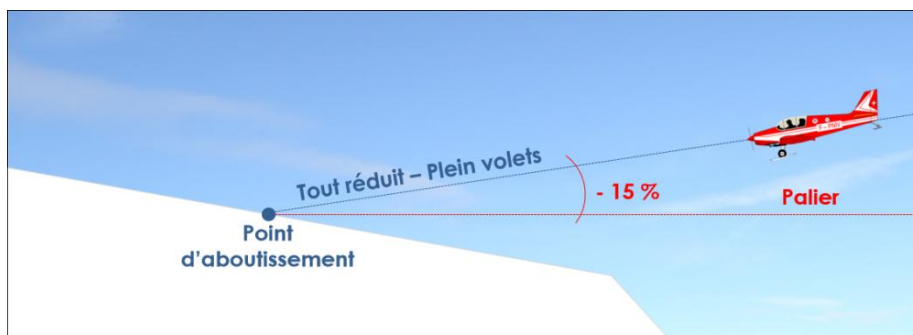 Tout réduit – Plein volets
- 15 %
Palier
Point
d'aboutissement